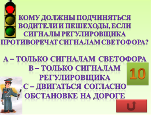 КОМУ ДОЛЖНЫ ПОДЧИНЯТЬСЯ
ВОДИТЕЛИ И ПЕШЕХОДЫ, ЕСЛИ
СИГНАЛЫ РЕГУЛИРОВЩИКА
ПРОТИВОРЕЧАТ СИГНАЛАМ СВЕТОФОРА?
А – ТОЛЬКО СИГНАЛАМ СВЕТОФОРА
В – ТОЛЬКО СИГНАЛАМ
РЕГУЛИРОВЩИКА
С – ДВИГАТЬСЯ СОГЛАСНО
ОБСТАНОВКЕ НА ДОРОГЕ
10